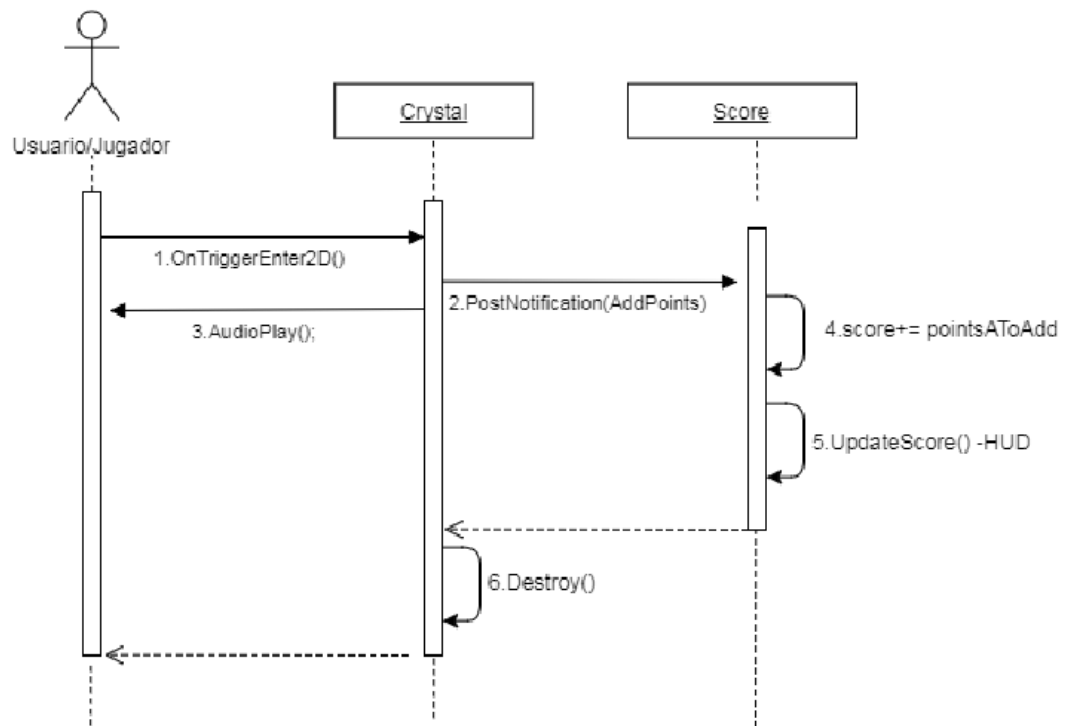 Usuario/Jugador
Crystal
Score
1.OnTriggerEnter2D()
2.PostNotification(AddPoints)
3.AudioPlay();
4.score+= pointsAToAdd
5.UpdateScore() -HUD
6.Destroy()